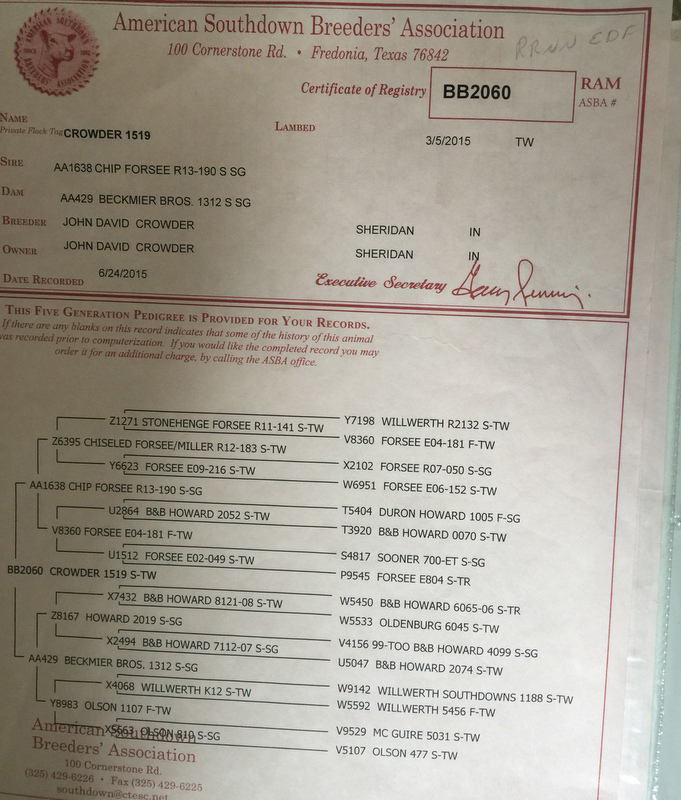 American Southdown Breeders' Association
100 Cornerstone Rd. • Fredonia, Texas 76842
RRNN EDF
Certificate of Registry BB2060 RAM
ASBA #
NAME
Private Flock Tag CROWDER 1519 LAMBED 3/5/2015 TW
SIRE AA1638 CHIP FORSEE R13-190 S SG
DAM AA429 BECKMIER BROS. 1312 S SG
BREEDER JOHN DAVID CROWDER SHERIDAN IN
OWNER JOHN DAVID CROWDER SHERIDAN IN
DATE RECORDED 6/24/2015 Executive Secretary
THIS FIVE GENERATION PEDIGREE IS PROVIDED FOR YOUR RECORDS.
If there are any blanks on this record indicates that some of the history of this animal
was recorded prior to computerization. If you would like the completed record you may
order it for an additional charge, by calling the ASBA office.
Y7198 WILLWERTH R2132 S-TW
Z1271 STONEHENGE FORSEE R11-141 S-TW
V8360 FORSEE E04-181 F-TW
Z6395 CHISELED FORSEE/MILLER R12-183 S-TW
X2102 FORSEE R07-050 S-SG
Y6623 FORSEE E09-216 S-TW
W6951 FORSEE E06-152 S-TW
AA1638 CHIP FORSEE R13-190 S-SG
T5404 DURON HOWARD 1005 F-SG
U2864 B&B HOWARD 2052 S-TW
T3920 B&B HOWARD 0070 S-TW
V8360 FORSEE E04-181 F-TW
S4817 SOONER 700-ET S-SG
U1512 FORSEE E02-049 S-TW
P9545 FORSEE E804 S-TR
BB2060 CROWDER 1519 S-TW
W5450 B&B HOWARD 6065-06 S-TR
X7432 B&B HOWARD 8121-08 S-TW
W5533 OLDENBURG 6045 S-TW
Z8167 HOWARD 2019 S-SG
V4156 99-TOO B&B HOWARD 4099 S-SG
X2494 B&B HOWARD 7112-07 S-SG
U5047 B&B HOWARD 2074 S-TW
AA429 BECKMIER BROS. 1312 S-SG
W9142 WILLWERTH SOUTHDOWNS 1188 S-TW
X4068 WILLWERTH K12 S-TW
W5592 WILLWERTH 5456 F-TW
Y8983 OLSON 1107 F-TW
V9529 MC GUIRE 5031 S-TW
X5563 OLSON 810 S-SG
V5107 OLSON 477 S-TW
American Southdown
Breeders' Association
100 Cornerstone Rd.
(325) 429-6226 • Fax (325) 429-6225
southdown@ctesc.net